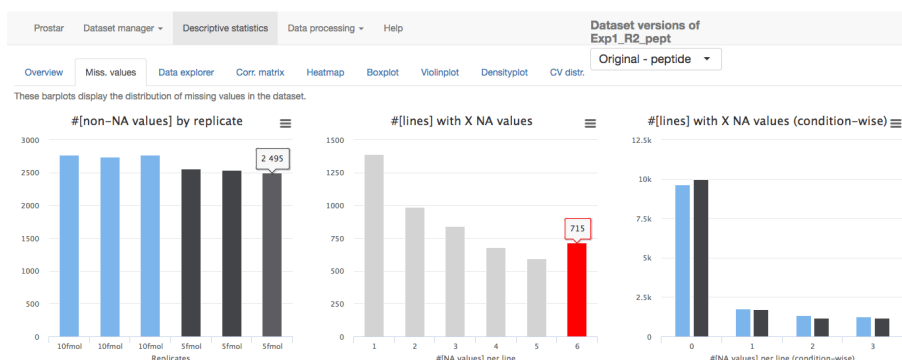 Prostar Dataset manager Descriptive statistics Data processing Help
Dataset versions of
Exp1_R2_pept
Original - peptide
Overview Miss. values Data explorer Corr. matrix Heatmap Boxplot Violinplot Densityplot CV distr.
These barplots display the distribution of missing values in the dataset.
#[non-NA values] by replicate
3000
2500
2000
1500
1000
500
0
2 495
10fmol 10fmol 10fmol 5fmol 5fmol 5fmol
Replicates
#[lines] with X NA values
1500
1250
1000
750
500
250
0
715
1 2 3 4 5 6
#[NA values] per line
#[lines] with X NA values (condition-wise)
12.5k
10k
7.5k
5k
2.5k
0
0 1 2 3
#[NA values] per line (condition-wise)